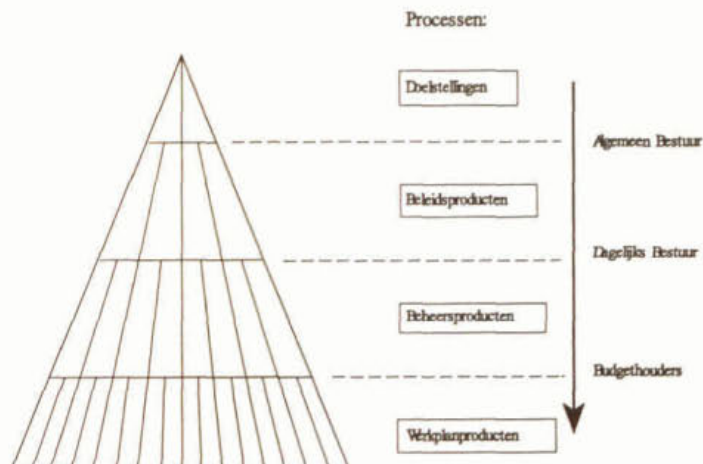 Processen:
Doelstellingen
Algemeen Bestuur
Beleidsproducten
Dagelijks Bestuur
Beheersproducten
Budgethouders
Werkplanproducten